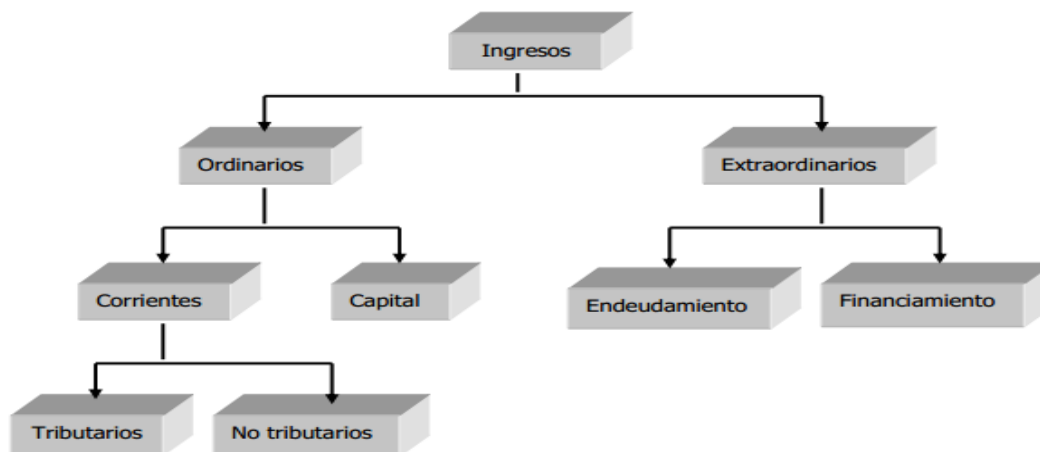 Ingresos
Ordinarios
Extraordinarios
Corrientes
Capital
Endeudamiento
Financiamiento
Tributarios
No tributarios